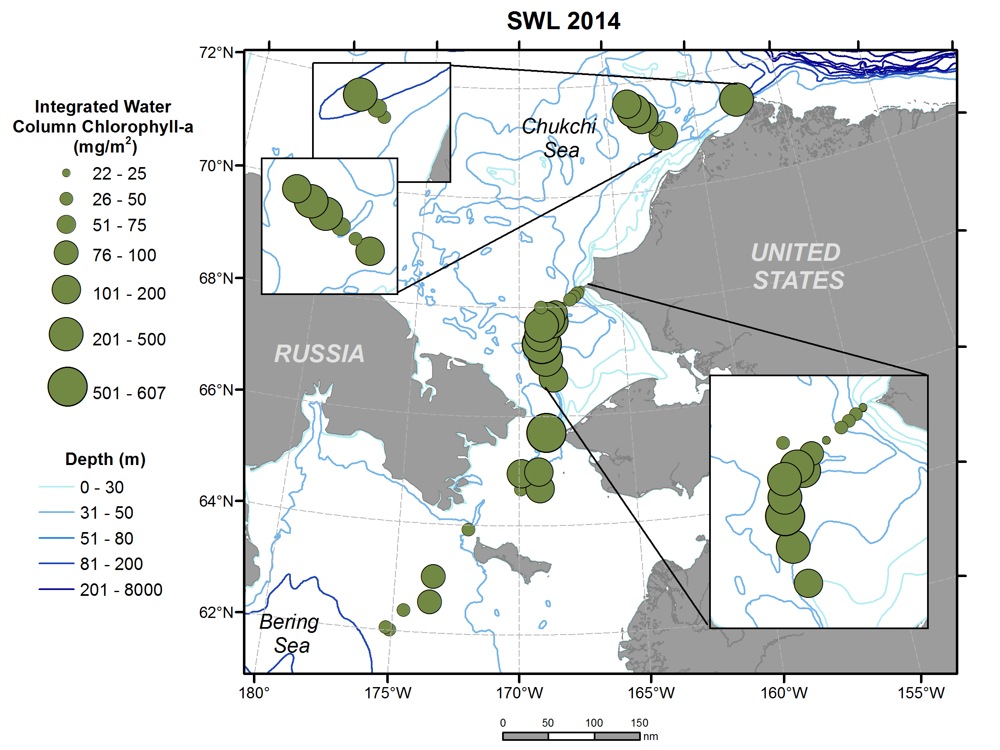 SWL 2014
Integrated Water
Column Chlorophyll-a
(mg/m²)
22 - 25
26 - 50
51 - 75
76 - 100
101 - 200
201 - 500
501 - 607
Depth (m)
0 - 30
31 - 50
51 - 80
81 - 200
201 - 8000
72°N
70°N
68°N
66°N
64°N
62°N
Chukchi
Sea
UNITED
STATES
RUSSIA
Bering
Sea
180°
175°W
170°W
165°W
160°W
155°W
0
50
100
150
nm